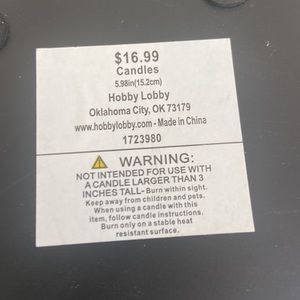 $16.99
Candles
5.98in(15.2cm)
Hobby Lobby
Oklahoma City, OK 73179
www.hobbylobby.com - Made in China
1723980
WARNING:
NOT INTENDED FOR USE WITH
A CANDLE LARGER THAN 3
INCHES TALL- Burn within sight.
Keep away from children and pets.
When using a candle with this
item, follow candle instructions.
Burn only on a stable heat
resistant surface.